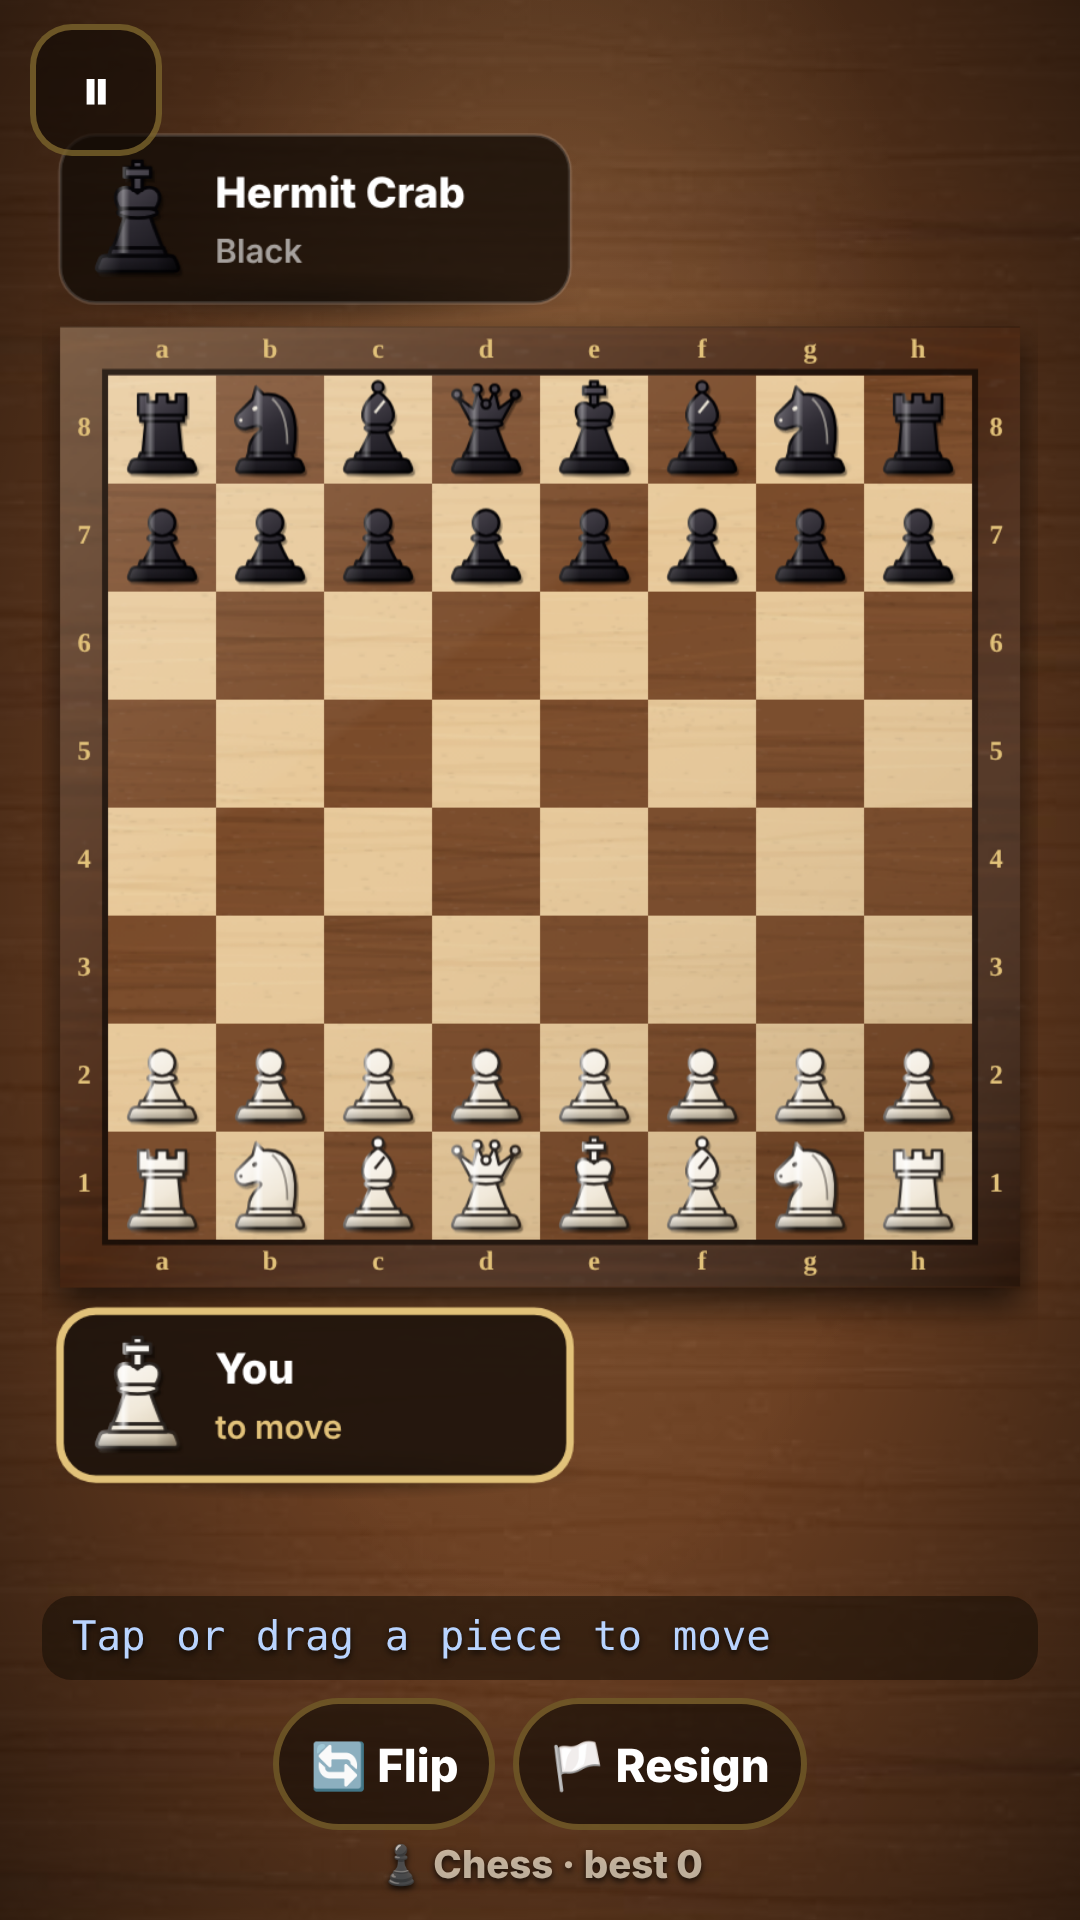 Hermit Crab
Black
a b c d e f g h
8 8
7 7
6 6
5 5
4 4
3 3
2 2
1 1
a b c d e f g h
You
to move
Tap or drag a piece to move
Flip
Resign
Chess · best 0